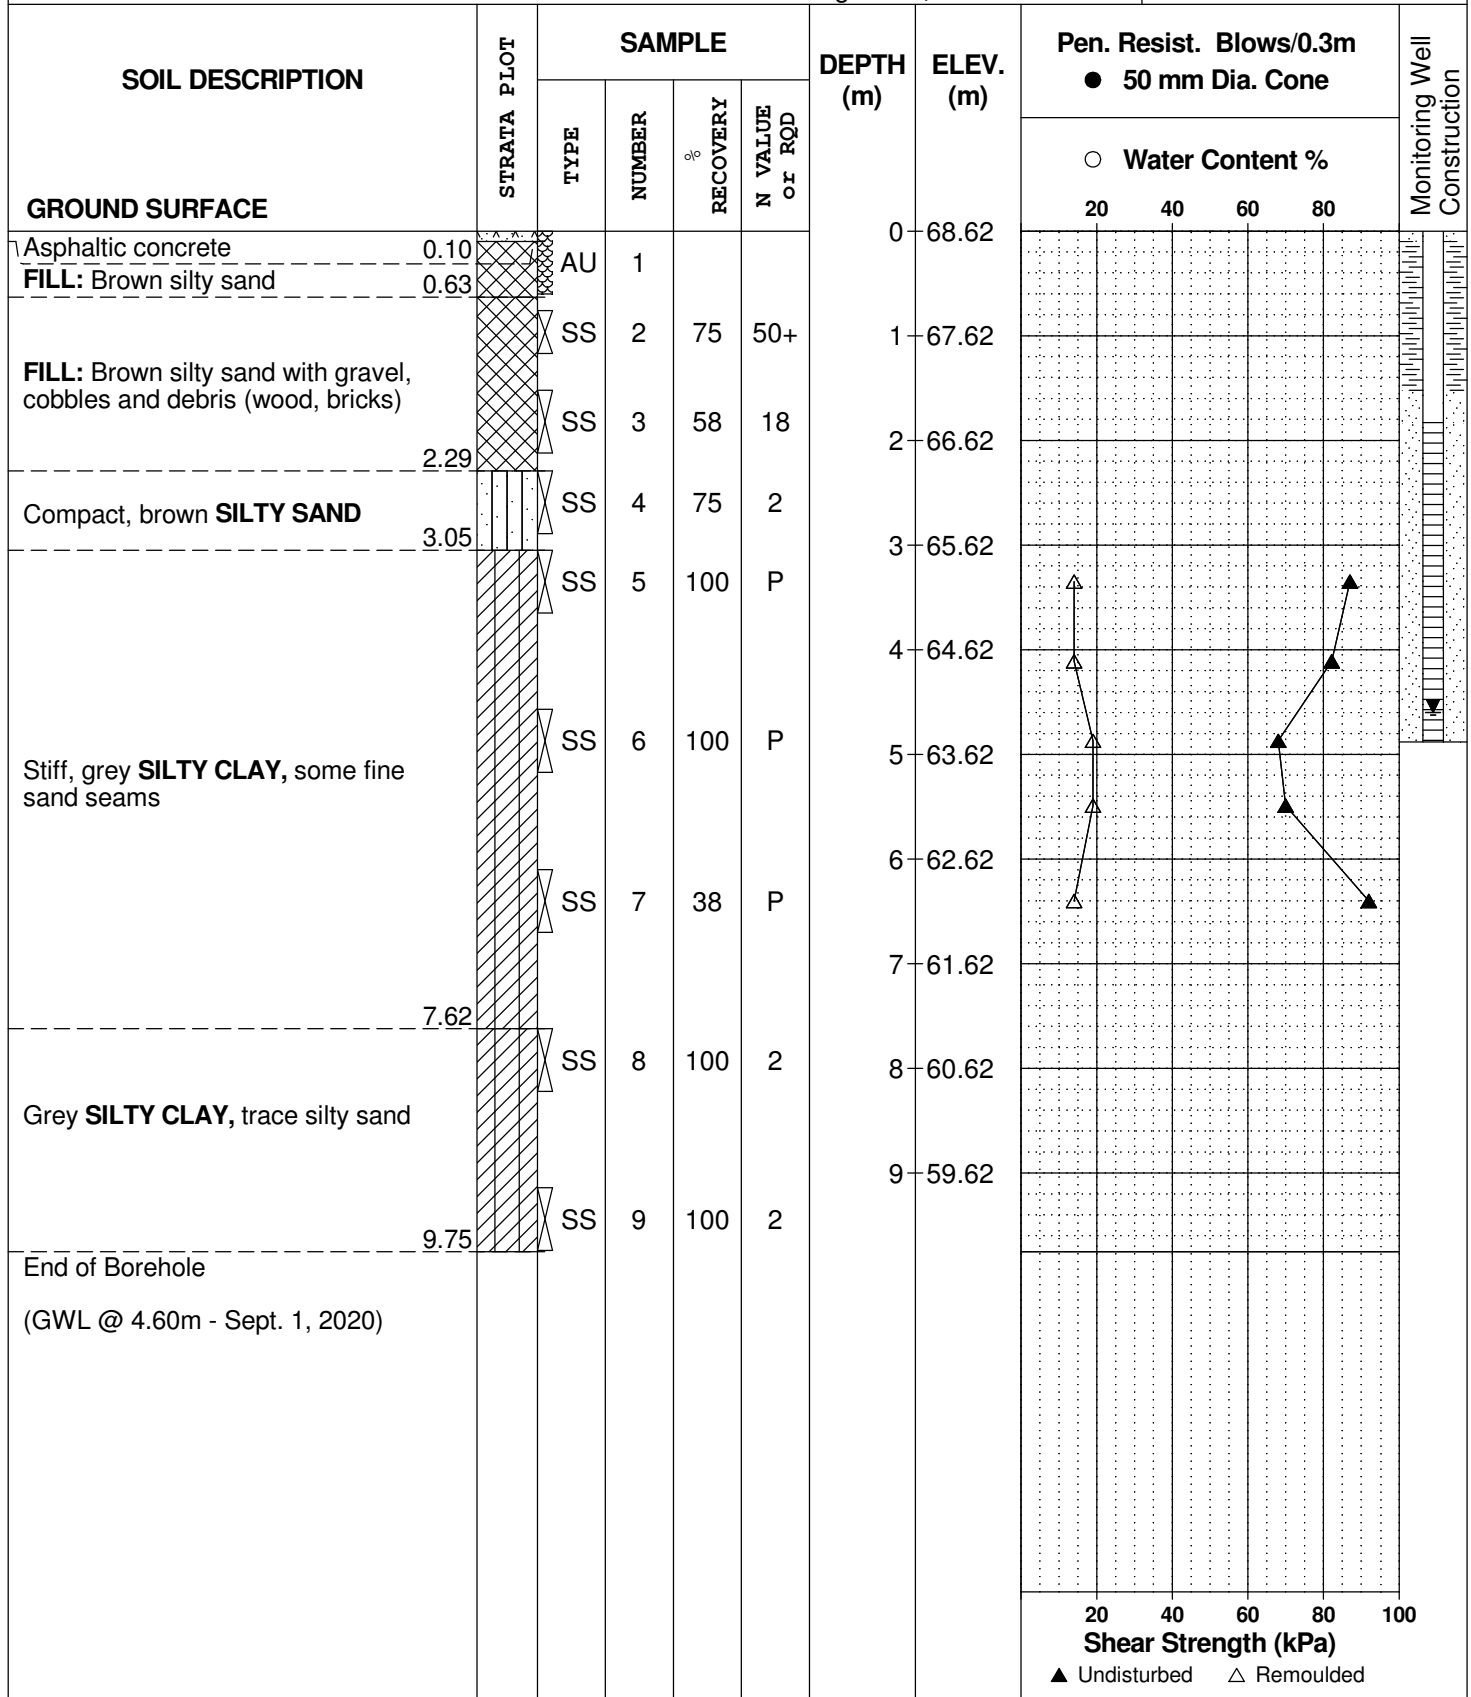 SOIL DESCRIPTION
GROUND SURFACE
STRATA PLOT
SAMPLE
TYPE
NUMBER
% RECOVERY
N VALUE or RQD
DEPTH (m)
ELEV. (m)
Pen. Resist. Blows/0.3m
● 50 mm Dia. Cone
○ Water Content %
20 40 60 80
Monitoring Well Construction
0 68.62
Asphaltic concrete 0.10
AU 1
FILL: Brown silty sand 0.63
SS 2 75 50+
1 67.62
FILL: Brown silty sand with gravel,
cobbles and debris (wood, bricks)
SS 3 58 18
2 66.62
2.29
SS 4 75 2
Compact, brown SILTY SAND
3.05
3 65.62
SS 5 100 P
4 64.62
SS 6 100 P
5 63.62
Stiff, grey SILTY CLAY, some fine
sand seams
6 62.62
SS 7 38 P
7 61.62
7.62
SS 8 100 2
8 60.62
Grey SILTY CLAY, trace silty sand
9 59.62
SS 9 100 2
9.75
End of Borehole
(GWL @ 4.60m - Sept. 1, 2020)
20 40 60 80 100
Shear Strength (kPa)
▲ Undisturbed △ Remoulded